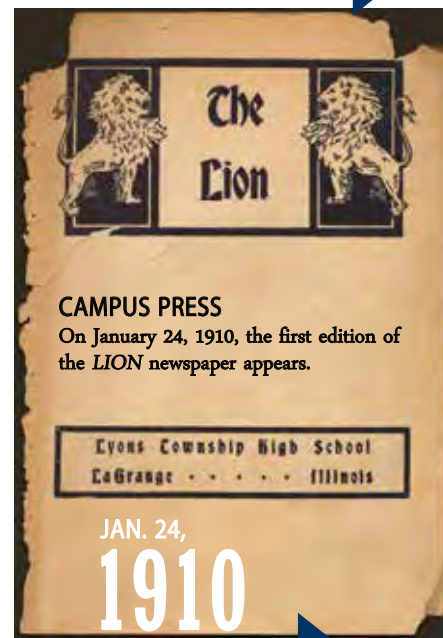 The
Lion
CAMPUS PRESS
On January 24, 1910, the first edition of
the LION newspaper appears.
Lyons Township High School
LaGrange · · · · · Illinois
JAN. 24,
1910